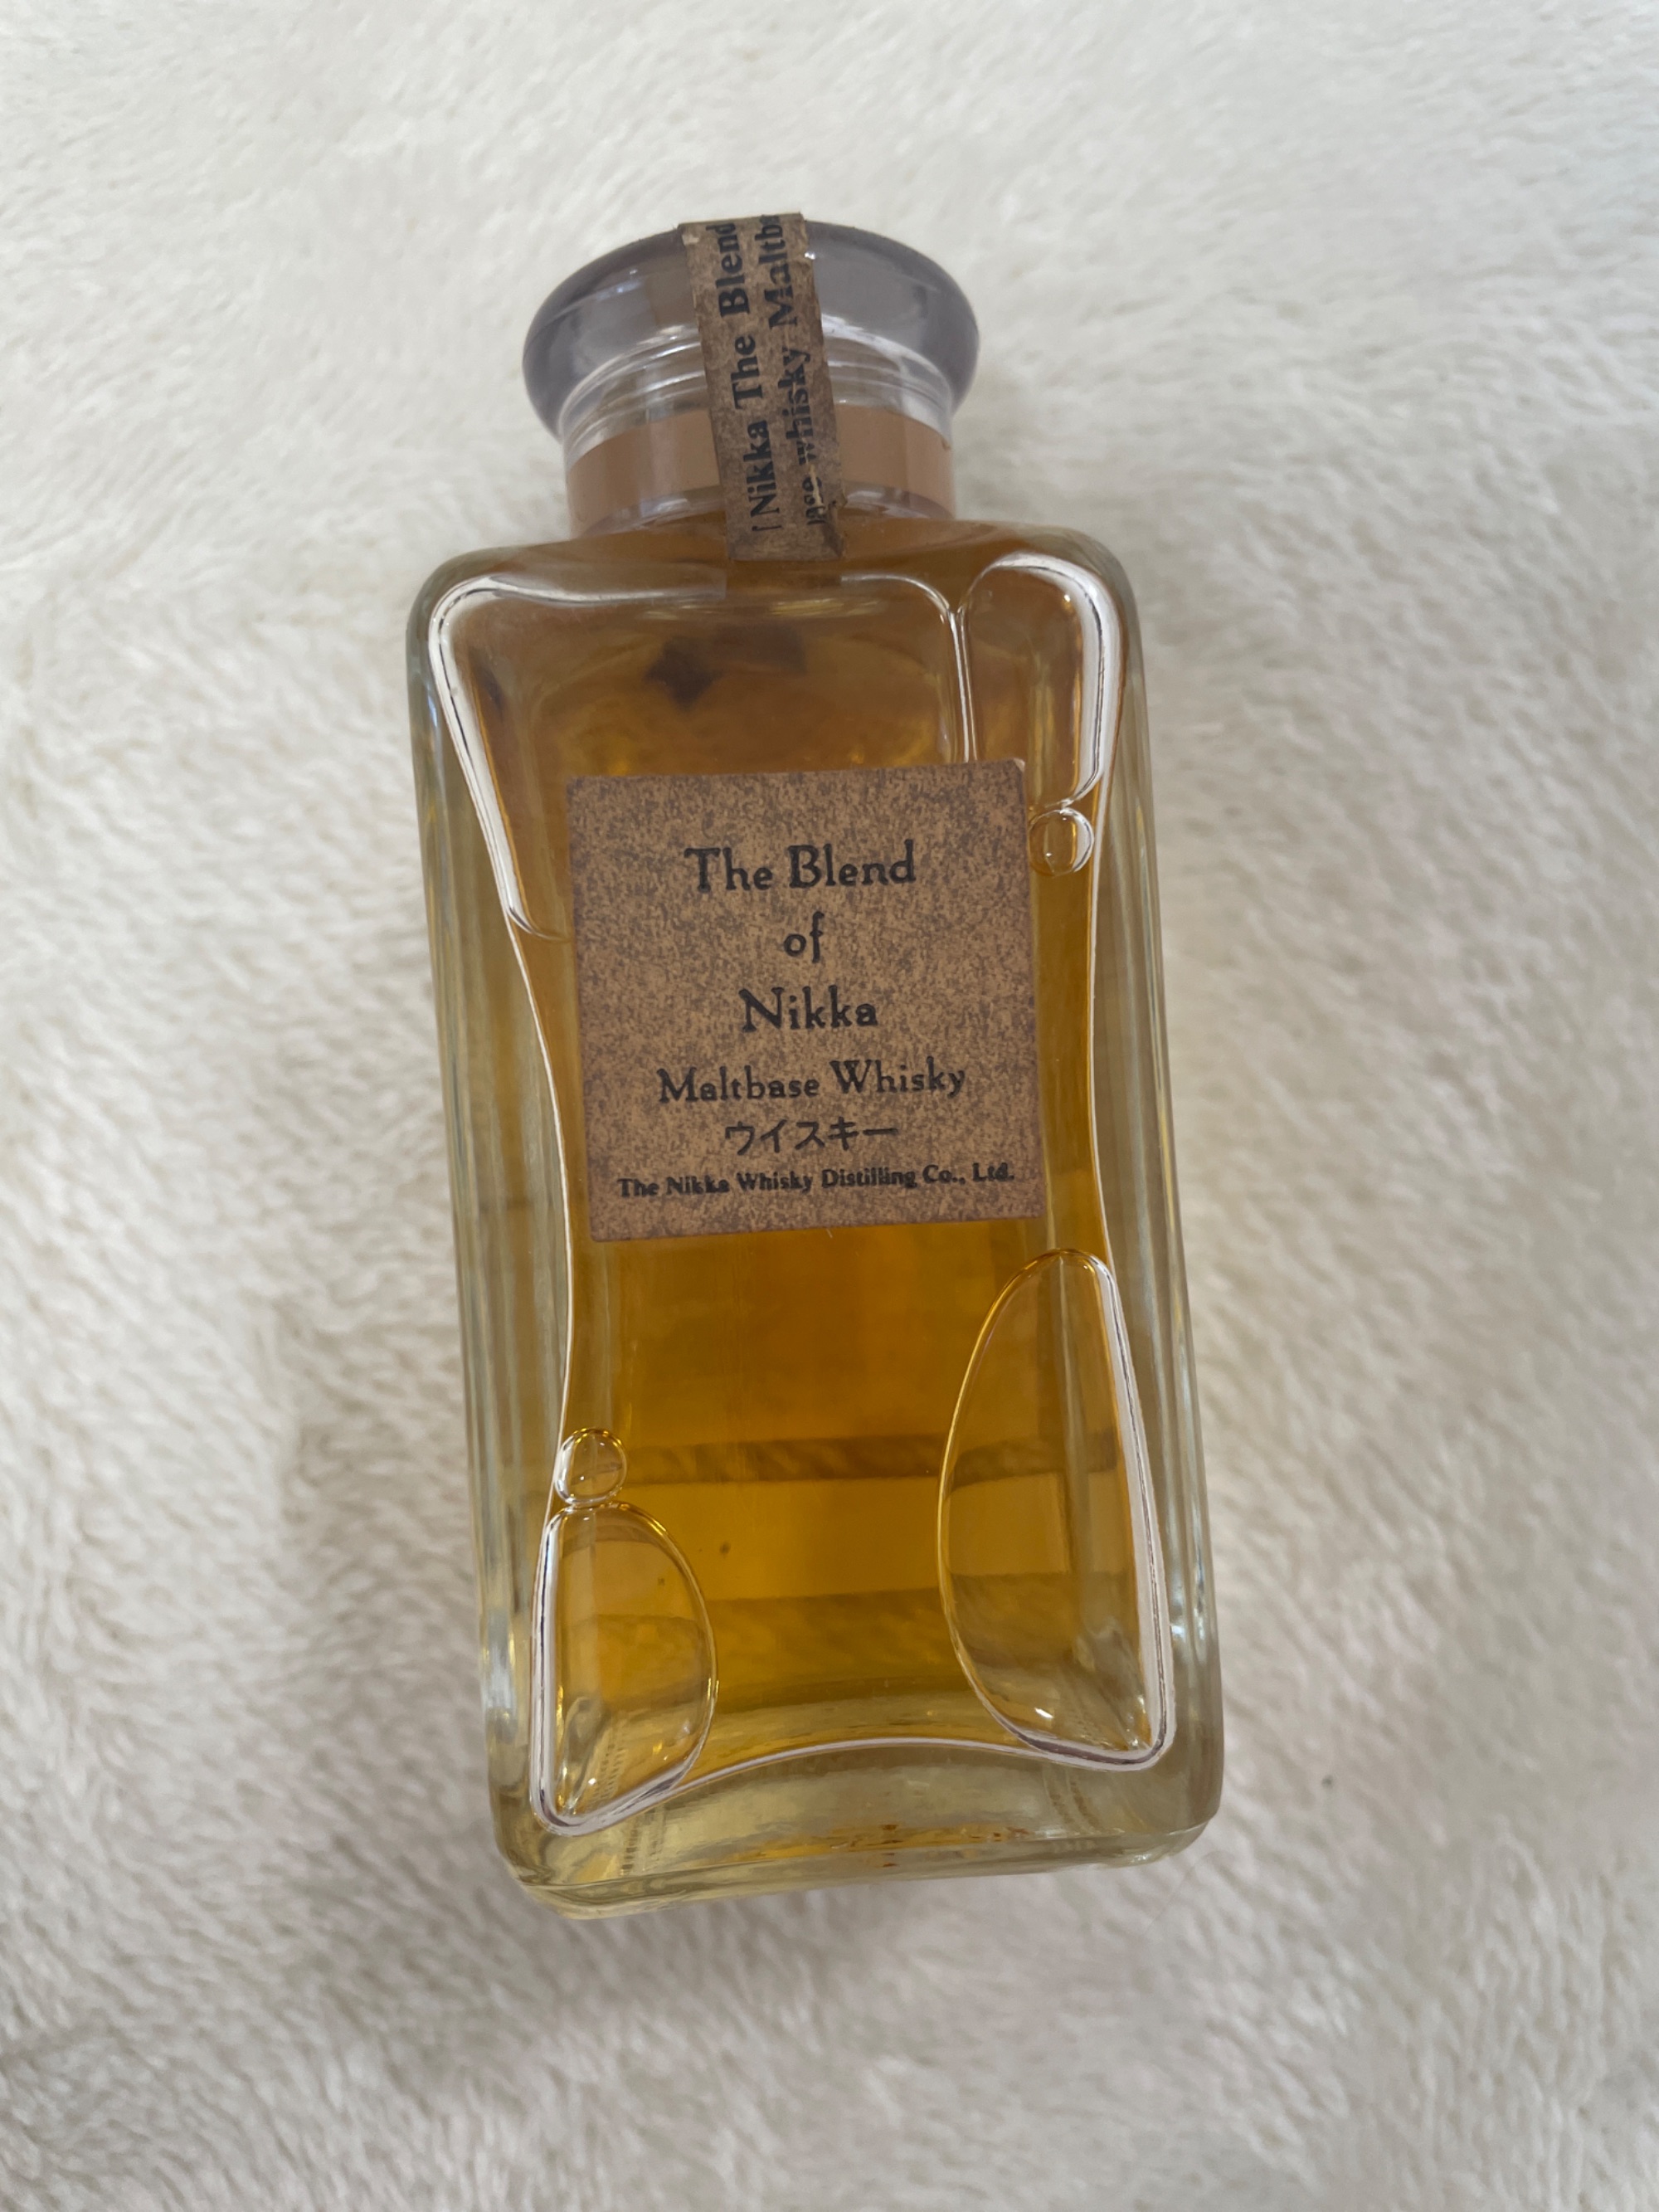 Nikka The Blend
whisky Maltba
The Blend
of
Nikka
Maltbase Whisky
ウイスキー
The Nikka Whisky Distilling Co., Ltd.